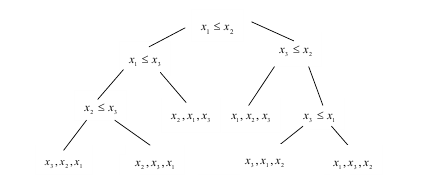 x₁ ≤ x₂
x₁ ≤ x₃
x₃ ≤ x₂
x₂ ≤ x₃
x₂, x₁, x₃
x₁, x₂, x₃
x₃ ≤ x₁
x₃, x₂, x₁
x₂, x₃, x₁
x₃, x₁, x₂
x₁, x₃, x₂